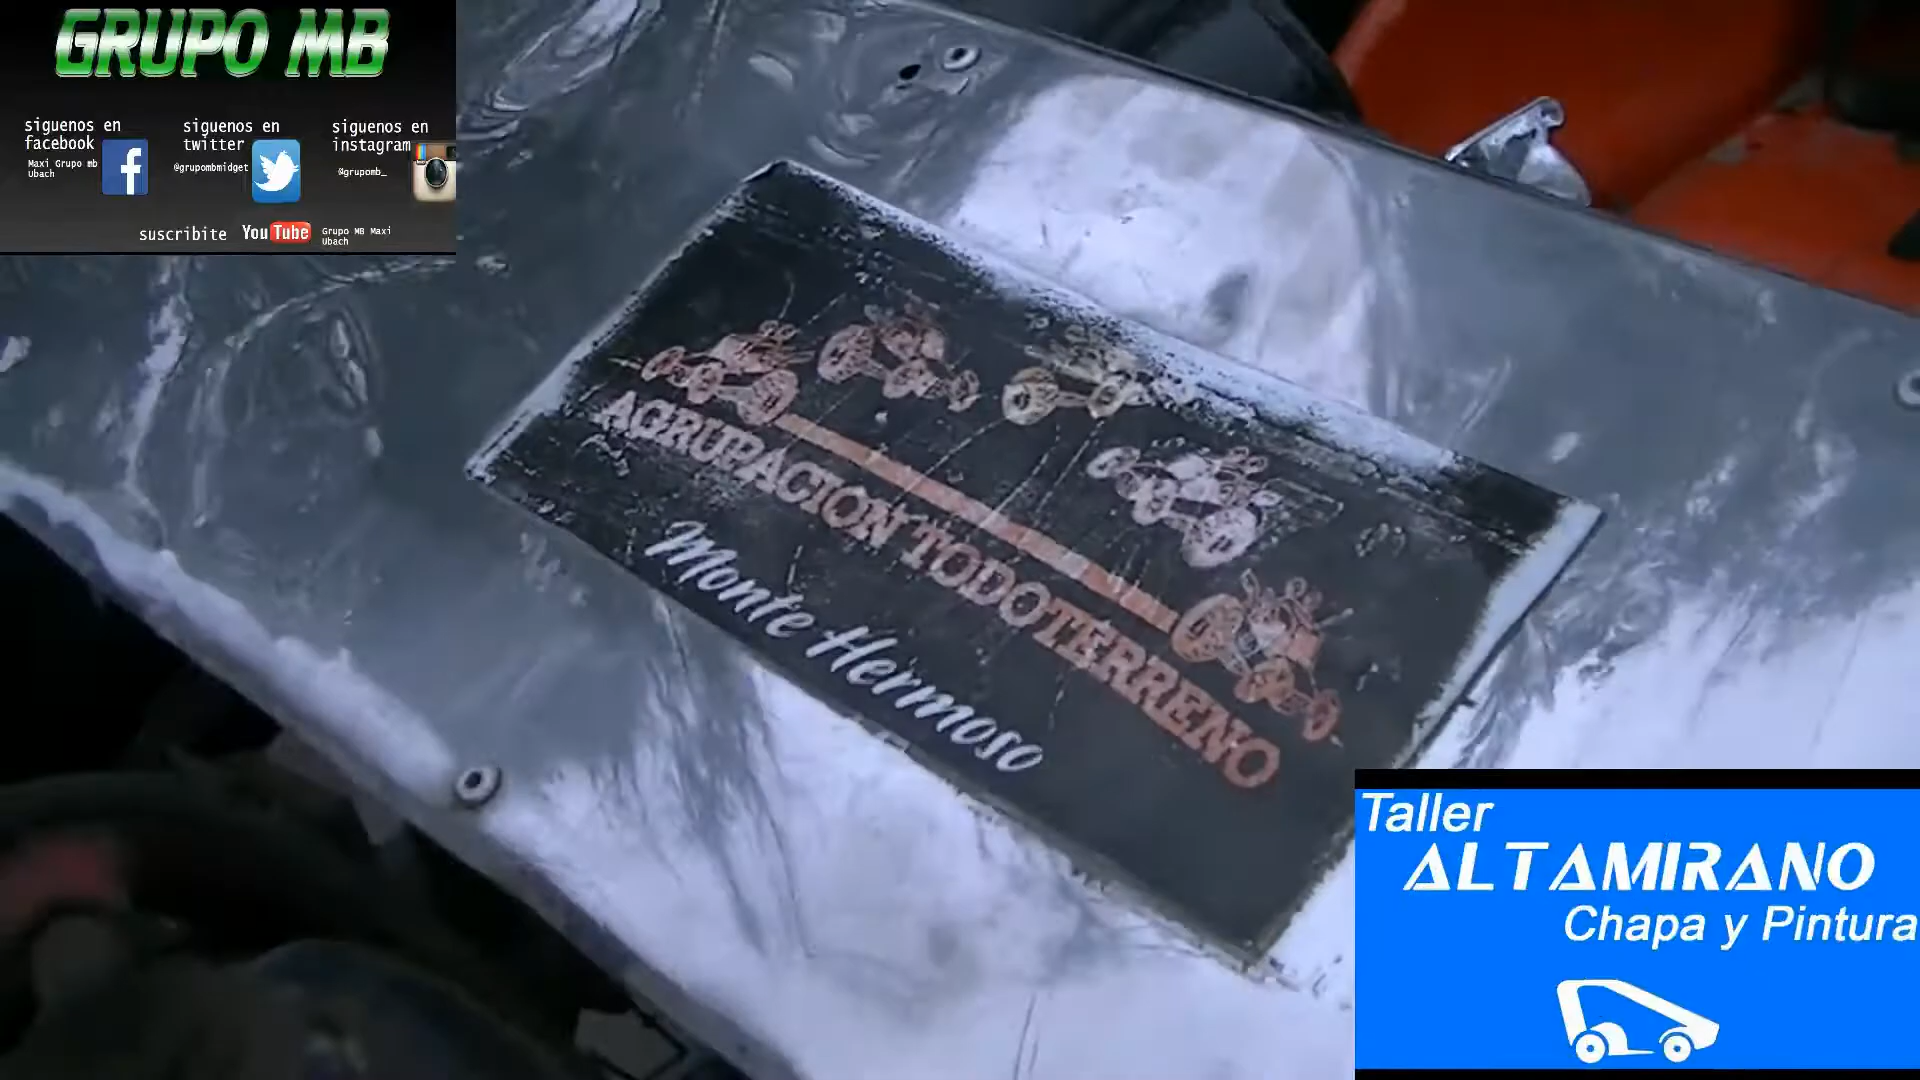 GRUPO MB
siguenos en
facebook
Maxi Grupo mb
Ubach
siguenos en
twitter
@grupombmidget
siguenos en
instagram
@grupomb_
suscribite YouTube Grupo MB Maxi
Ubach
AGRUPACION TODOTERRENO
Monte Hermoso
Taller
ALTAMIRANO
Chapa y Pintura